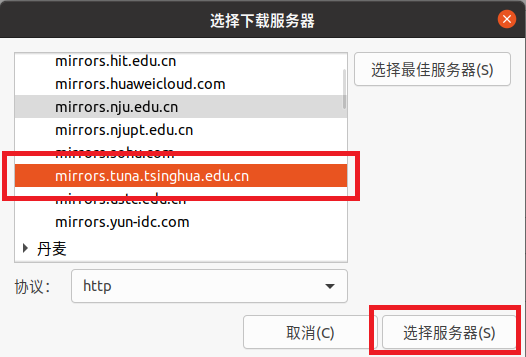 选择下载服务器
mirrors.hit.edu.cn
mirrors.huaweicloud.com
选择最佳服务器(S)
mirrors.nju.edu.cn
mirrors.njupt.edu.cn
mirrors.sohu.com
mirrors.tuna.tsinghua.edu.cn
mirrors.ustc.edu.cn
mirrors.yun-idc.com
丹麦
协议：
http
取消(C)
选择服务器(S)